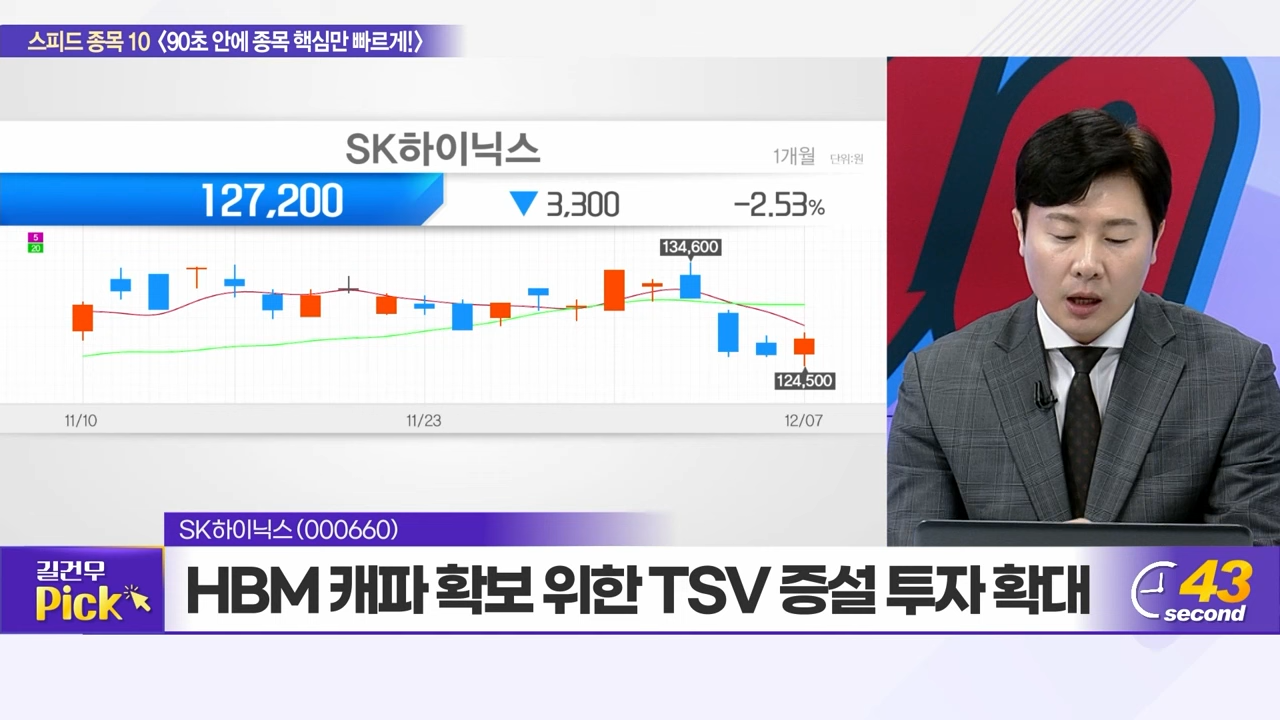 스피드 종목 10 〈90초 안에 종목 핵심만 빠르게!〉
SK하이닉스
1개월 단위:원
127,200 ▼ 3,300 -2.53%
5
20
134,600
124,500
11/10 11/23 12/07
SK하이닉스 (000660)
길건무
Pick
HBM 캐파 확보 위한 TSV 증설 투자 확대
43
second